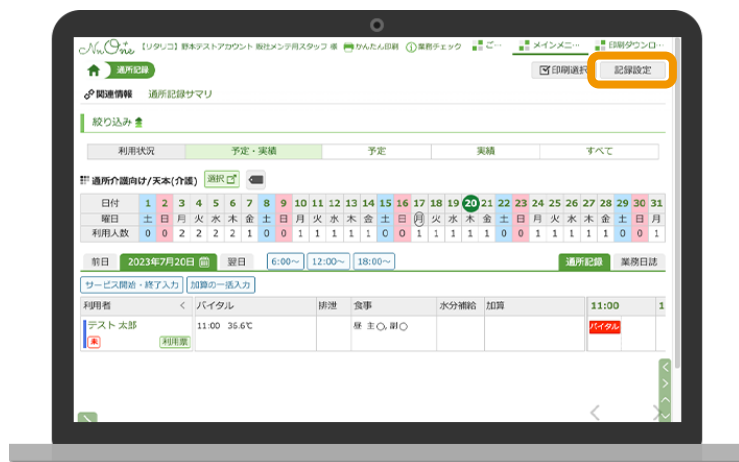 NuOne 【リタリコ】野本テストアカウント 販社メンテ用スタッフ 様 かんたん印刷 業務チェック ご… メインメニ… 印刷ダウンロ…
通所記録 印刷選択 記録設定
関連情報 通所記録サマリ
絞り込み
利用状況 予定・実績 予定 実績 すべて
通所介護向け/天本(介護) 選択
日付 1 2 3 4 5 6 7 8 9 10 11 12 13 14 15 16 17 18 19 20 21 22 23 24 25 26 27 28 29 30 31
曜日 土 日 月 火 水 木 金 土 日 月 火 水 木 金 土 日 月 火 水 木 金 土 日 月 火 水 木 金 土 日 月
利用人数 0 0 2 2 2 2 1 0 0 1 1 1 1 1 0 0 1 1 1 1 1 0 0 1 1 1 1 1 0 0 1
前日 2023年7月20日 翌日 6:00～ 12:00～ 18:00～ 通所記録 業務日誌
サービス開始・終了入力 加算の一括入力
利用者 < バイタル 排泄 食事 水分補給 加算 11:00 1
テスト 太郎 11:00 36.6℃ 昼 主○, 副○ バイタル
未 利用票